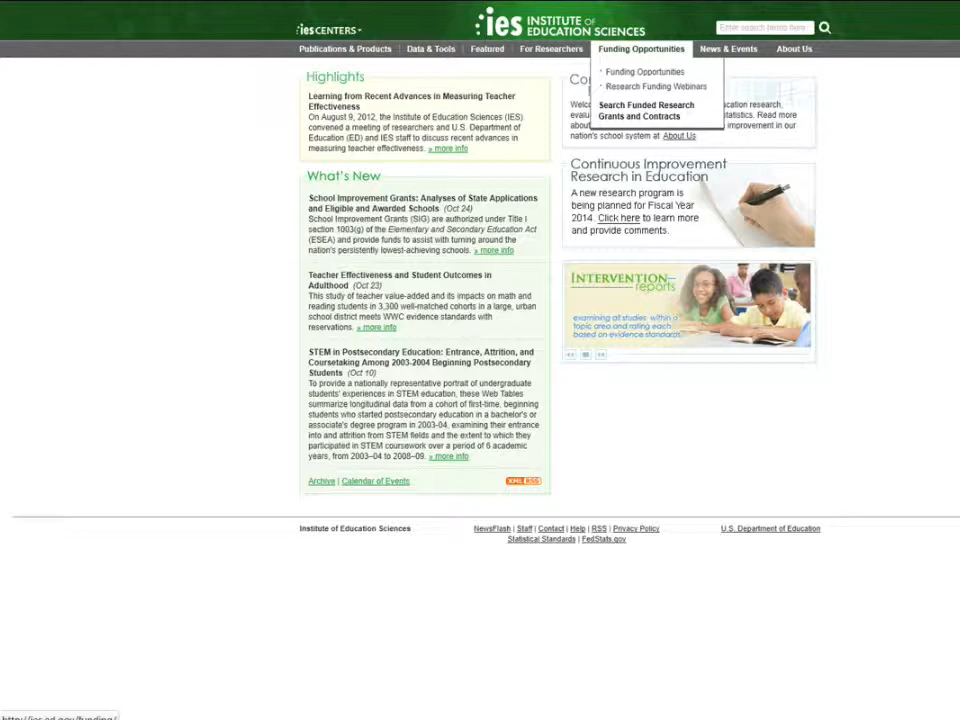 ies CENTERS
ies INSTITUTE OF
EDUCATION SCIENCES
Enter search terms here
Publications & Products
Data & Tools
Featured
For Researchers
Funding Opportunities
News & Events
About Us
Funding Opportunities
Research Funding Webinars
Search Funded Research
Grants and Contracts
Highlights
Learning from Recent Advances in Measuring Teacher
Effectiveness
On August 9, 2012, the Institute of Education Sciences (IES)
convened a meeting of researchers and U.S. Department of
Education (ED) and IES staff to discuss recent advances in
measuring teacher effectiveness. » more info
What's New
School Improvement Grants: Analyses of State Applications
and Eligible and Awarded Schools (Oct 24)
School Improvement Grants (SIG) are authorized under Title I
section 1003(g) of the Elementary and Secondary Education Act
(ESEA) and provide funds to assist with turning around the
nation's persistently lowest-achieving schools. » more info
Teacher Effectiveness and Student Outcomes in
Adulthood (Oct 23)
This study of teacher value-added and its impacts on math and
reading students in 3,300 well-matched cohorts in a large, urban
school district meets WWC evidence standards with
reservations. » more info
STEM in Postsecondary Education: Entrance, Attrition, and
Coursetaking Among 2003-2004 Beginning Postsecondary
Students (Oct 10)
To provide a nationally representative portrait of undergraduate
students' experiences in STEM education, these Web Tables
summarize longitudinal data from a cohort of first-time, beginning
students who started postsecondary education in a bachelor's or
associate's degree program in 2003-04, examining their entrance
into and attrition from STEM fields and the extent to which they
participated in STEM coursework over a period of 6 academic
years, from 2003–04 to 2008–09. » more info
Archive | Calendar of Events
XML RSS
Co
Welc
ucation research,
evalu
tatistics. Read more
about
improvement in our
nation's school system at About Us
Continuous Improvement
Research in Education
A new research program is
being planned for Fiscal Year
2014. Click here to learn more
and provide comments.
INTERVENTION
reports
examining all studies within a
topic area and rating each
based on evidence standards.
Institute of Education Sciences
NewsFlash | Staff | Contact | Help | RSS | Privacy Policy
Statistical Standards | FedStats.gov
U.S. Department of Education
http://ies.ed.gov/funding/